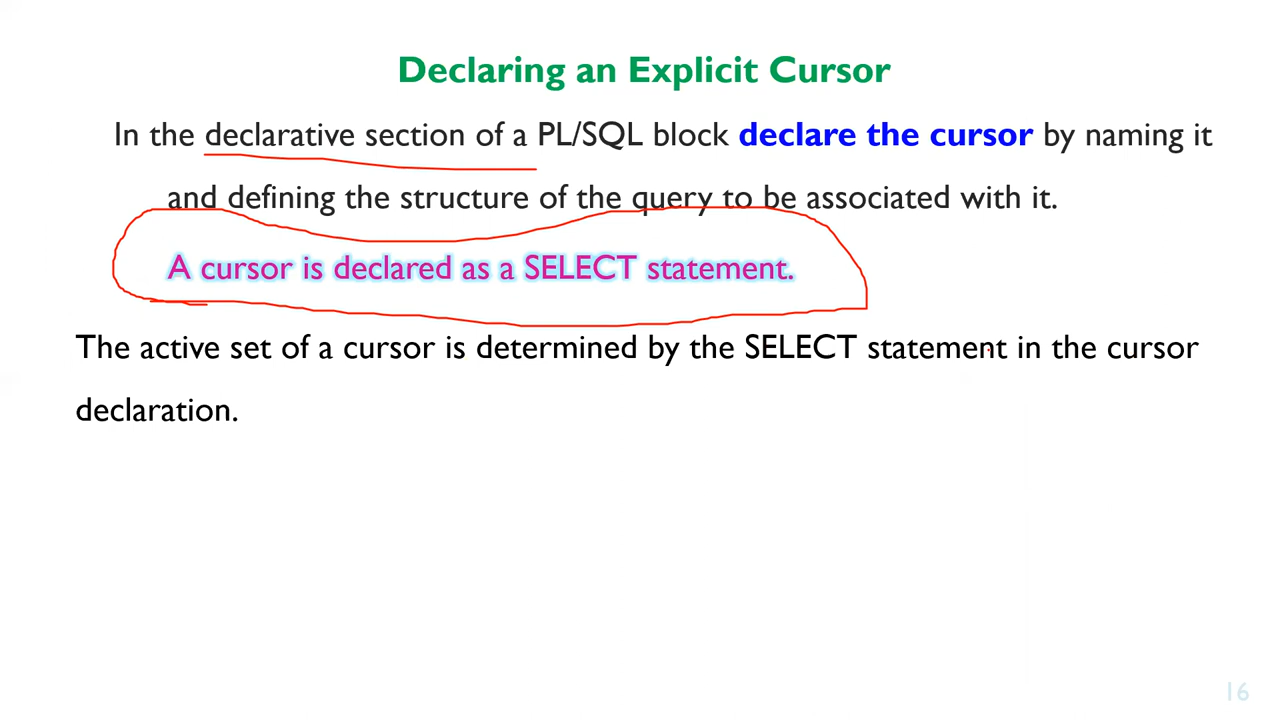 Declaring an Explicit Cursor
In the declarative section of a PL/SQL block declare the cursor by naming it
and defining the structure of the query to be associated with it.
A cursor is declared as a SELECT statement.
The active set of a cursor is determined by the SELECT statement in the cursor
declaration.
16